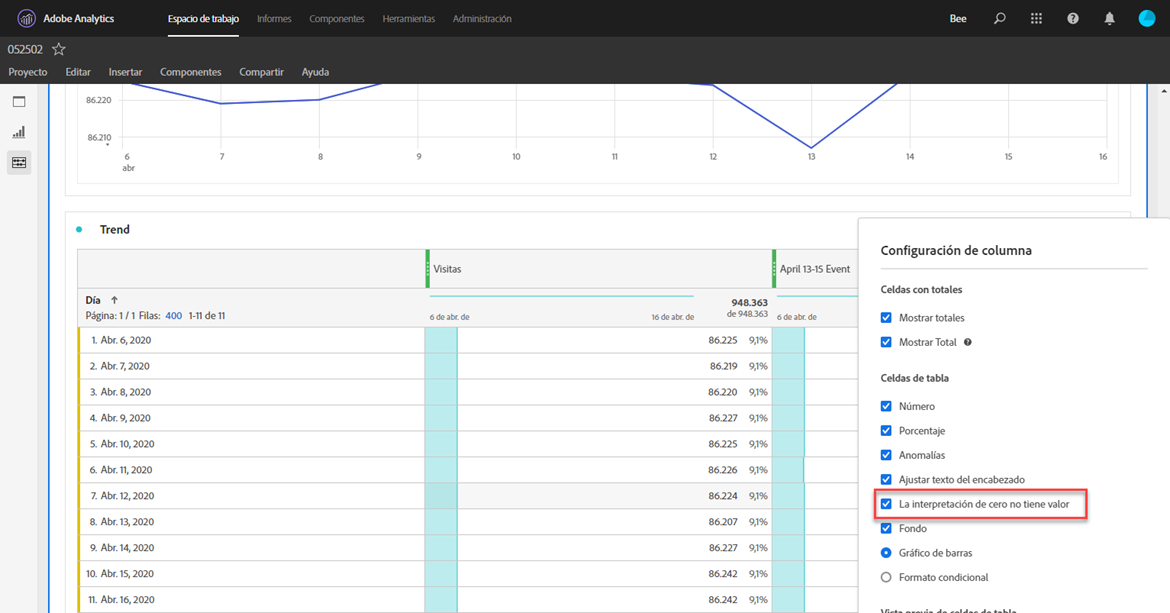 Adobe Analytics
Espacio de trabajo Informes Componentes Herramientas Administración
Bee
052502
Proyecto Editar Insertar Componentes Compartir Ayuda
86.220
86.210
6 7 8 9 10 11 12 13 14 15 16
abr
Trend
Visitas April 13-15 Event
Día ↑
Página: 1 / 1 Filas: 400 1-11 de 11
948.363
de 948.363
6 de abr. de 16 de abr. de 6 de abr. de
1. Abr. 6, 2020 86.225 9,1%
2. Abr. 7, 2020 86.219 9,1%
3. Abr. 8, 2020 86.220 9,1%
4. Abr. 9, 2020 86.227 9,1%
5. Abr. 10, 2020 86.225 9,1%
6. Abr. 11, 2020 86.226 9,1%
7. Abr. 12, 2020 86.224 9,1%
8. Abr. 13, 2020 86.207 9,1%
9. Abr. 14, 2020 86.227 9,1%
10. Abr. 15, 2020 86.242 9,1%
11. Abr. 16, 2020 86.242 9,1%
Configuración de columna
Celdas con totales
Mostrar totales
Mostrar Total
Celdas de tabla
Número
Porcentaje
Anomalías
Ajustar texto del encabezado
La interpretación de cero no tiene valor
Fondo
Gráfico de barras
Formato condicional
Vista previa de celdas de tabla